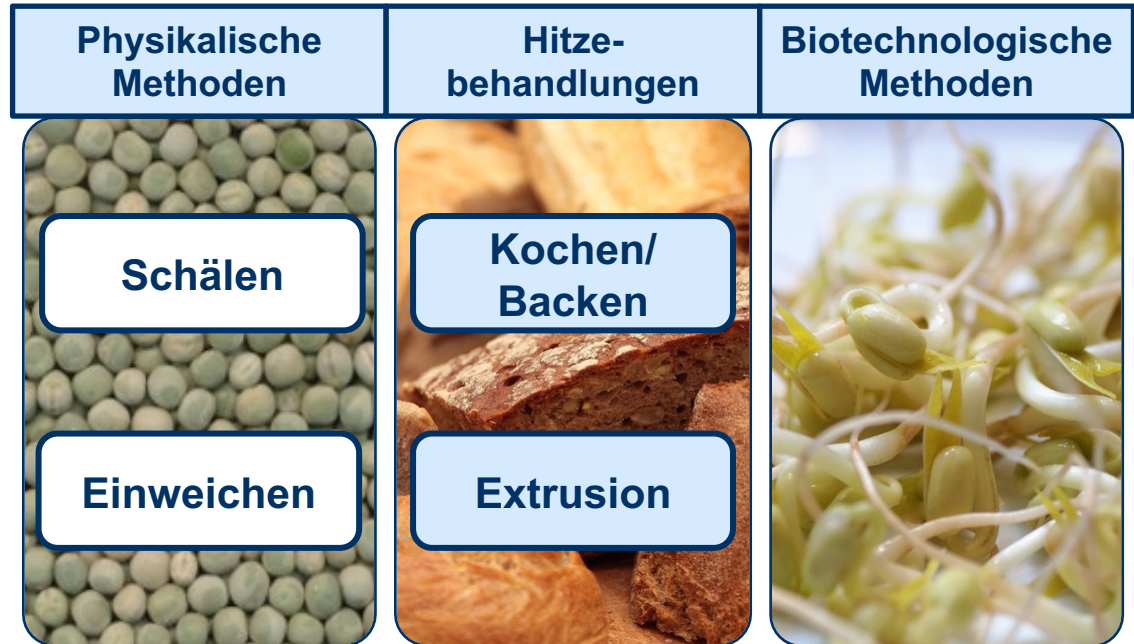 Physikalische
Methoden
Hitze-
behandlungen
Biotechnologische
Methoden
Schälen
Kochen/
Backen
Einweichen
Extrusion